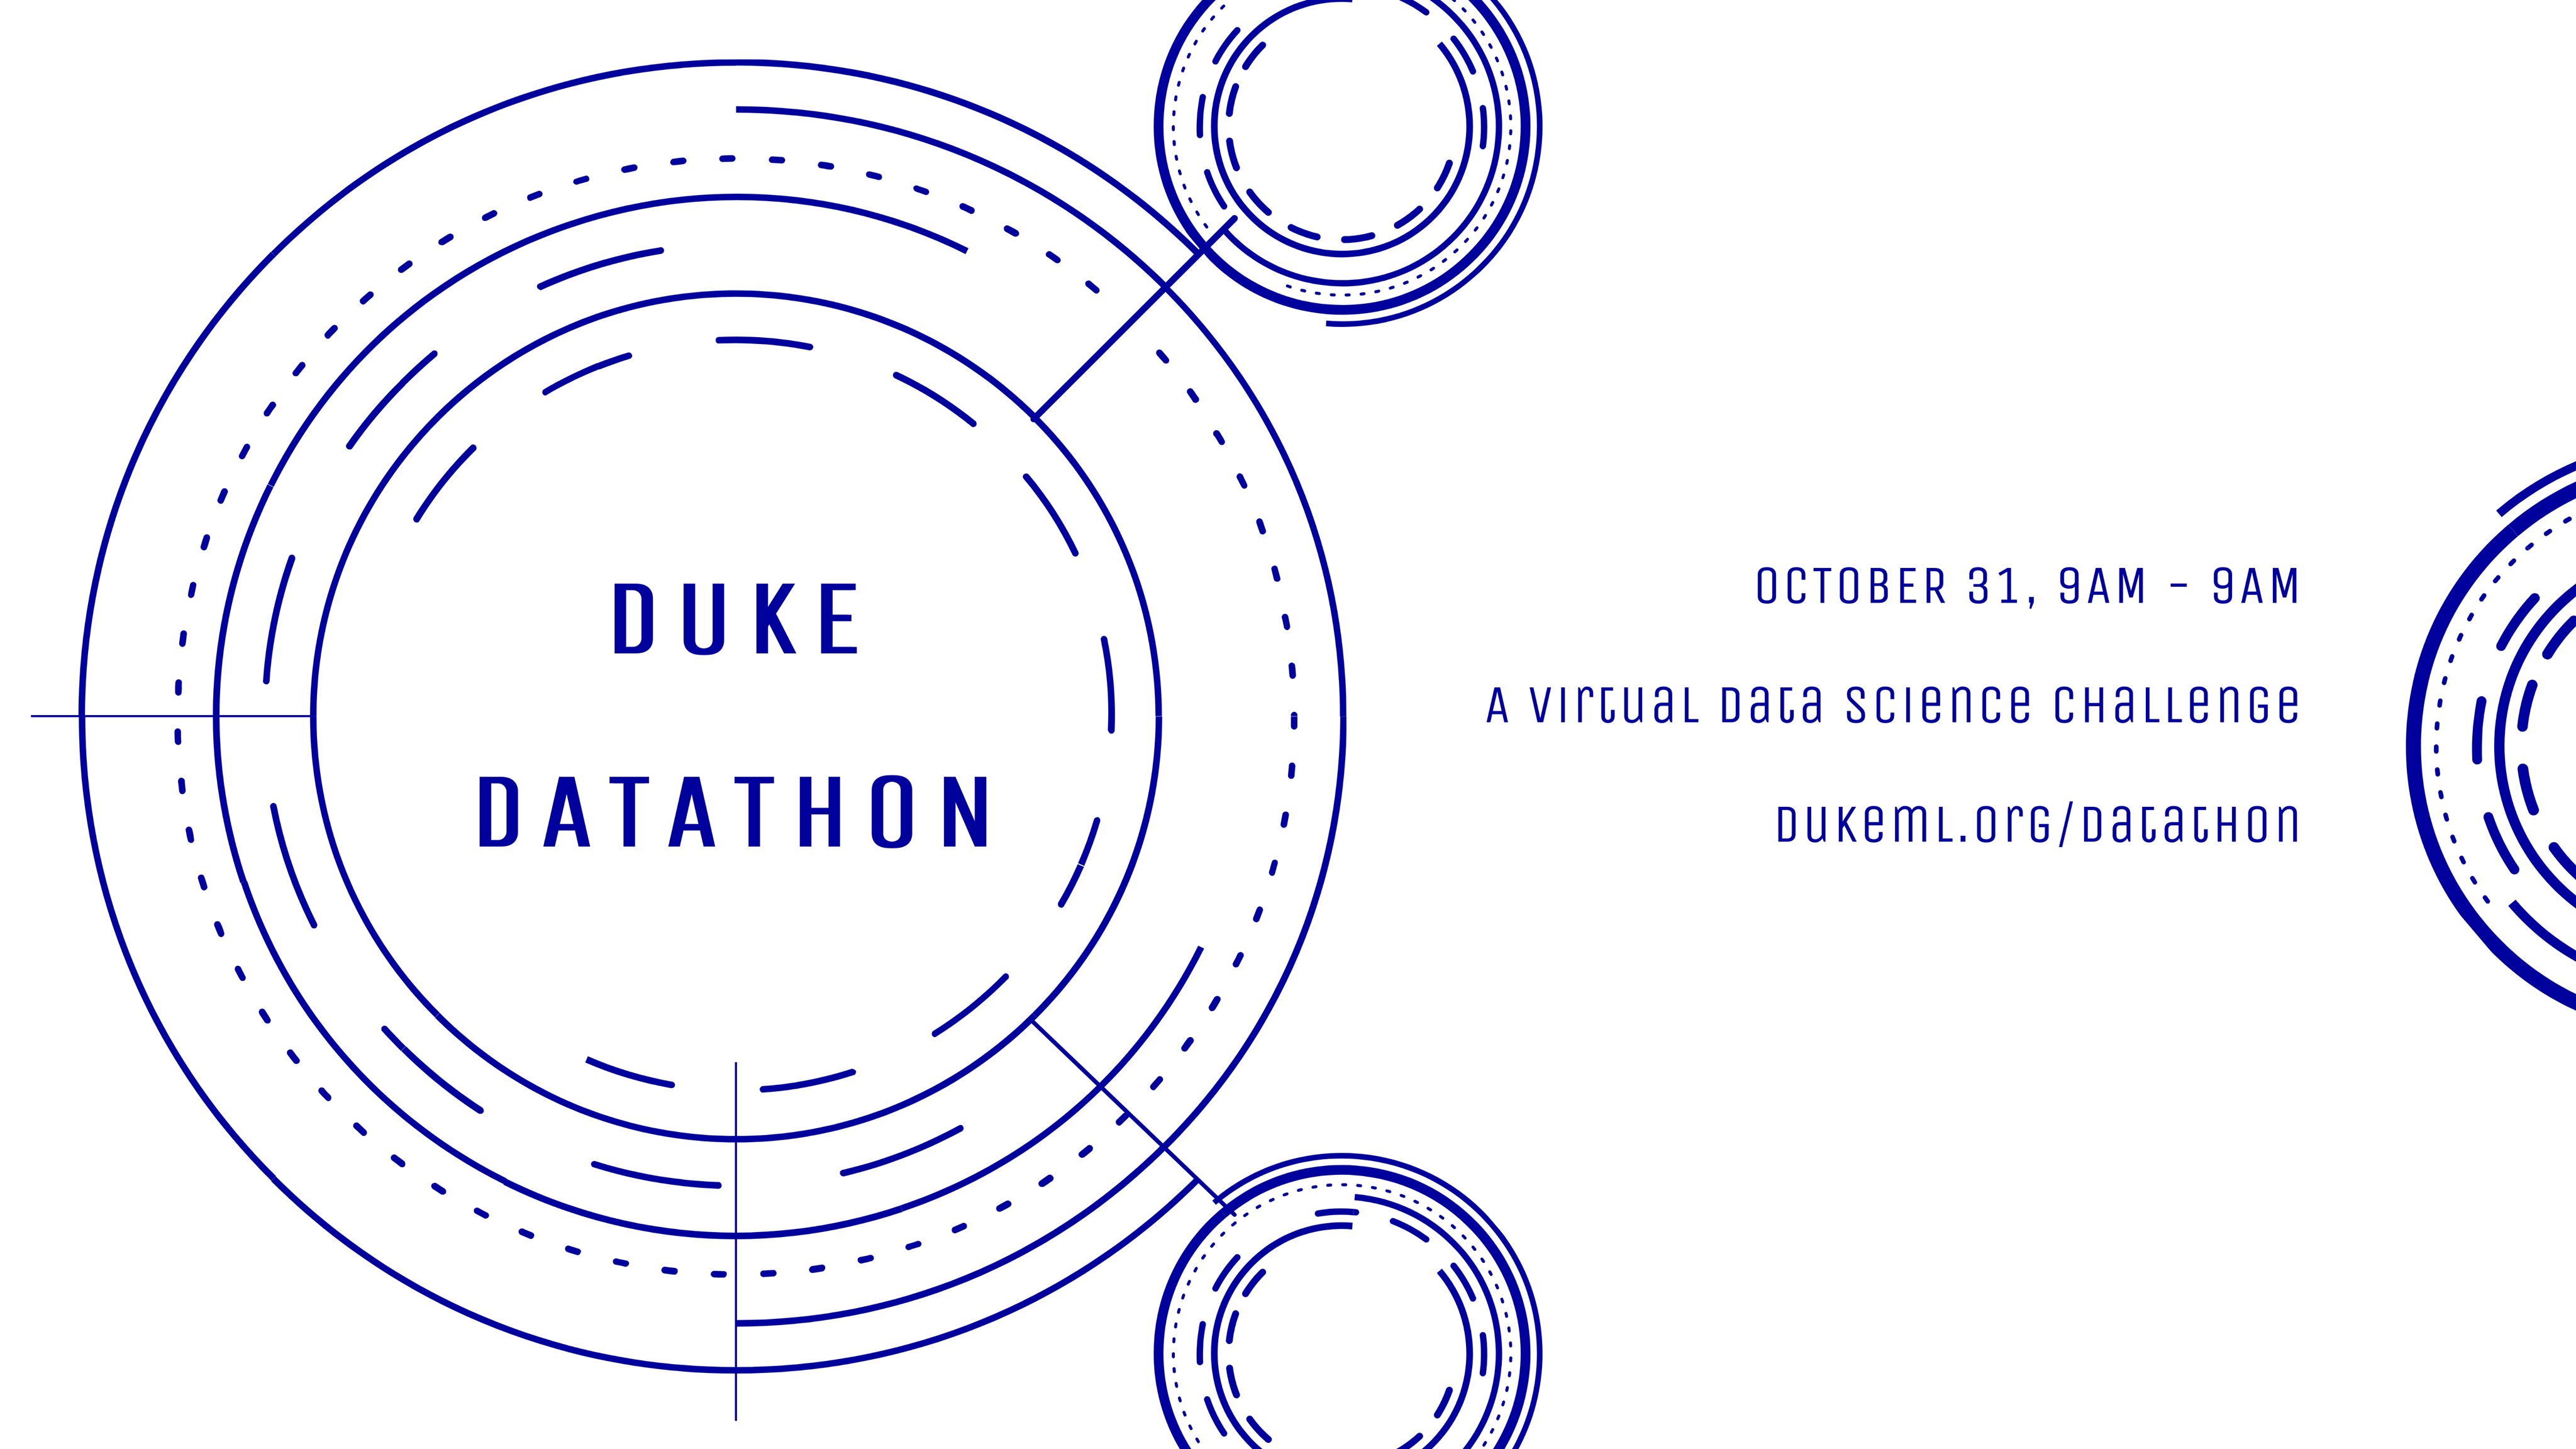 DUKE
DATATHON
OCTOBER 31, 9AM - 9AM
A virtual data science challenge
dukeml.org/datathon